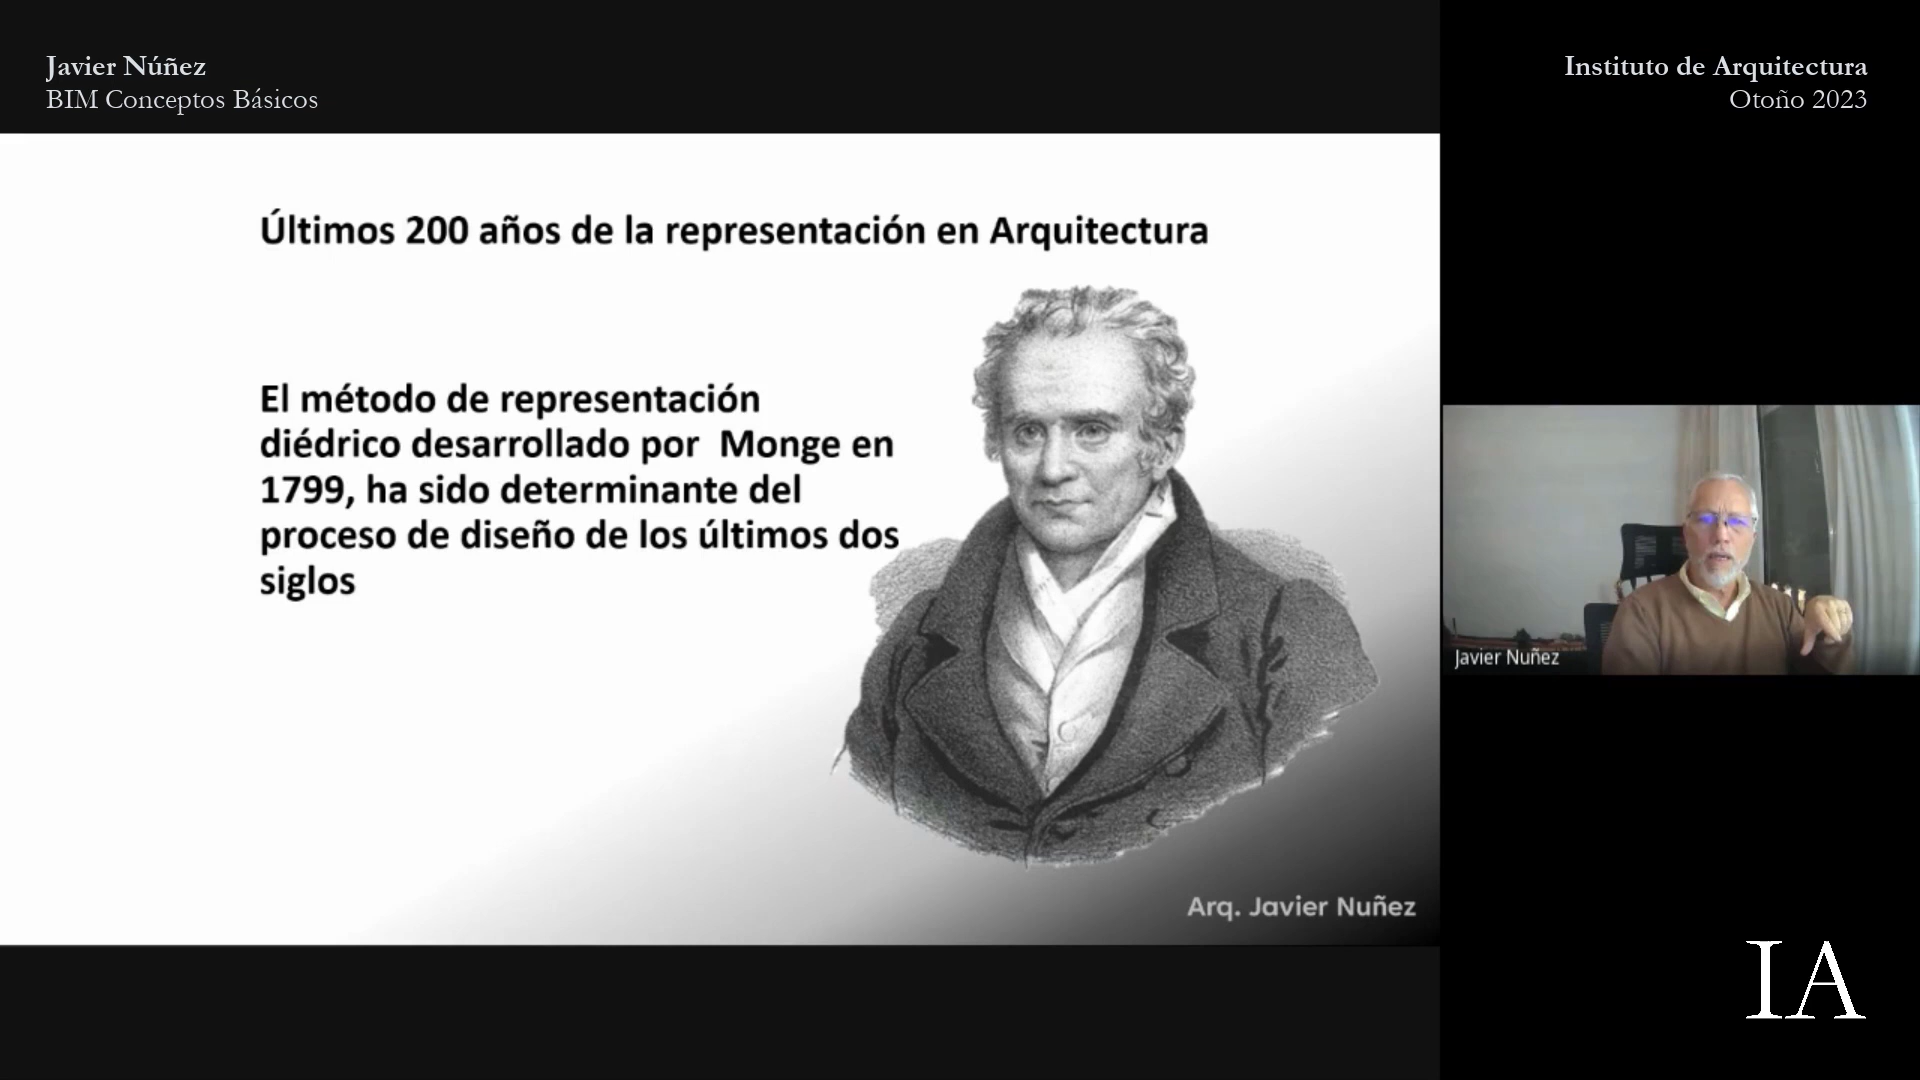 Javier Núñez
BIM Conceptos Básicos
Instituto de Arquitectura
Otoño 2023
Últimos 200 años de la representación en Arquitectura
El método de representación
diédrico desarrollado por  Monge en
1799, ha sido determinante del
proceso de diseño de los últimos dos
siglos
Arq. Javier Nuñez
Javier Nuñez
IA